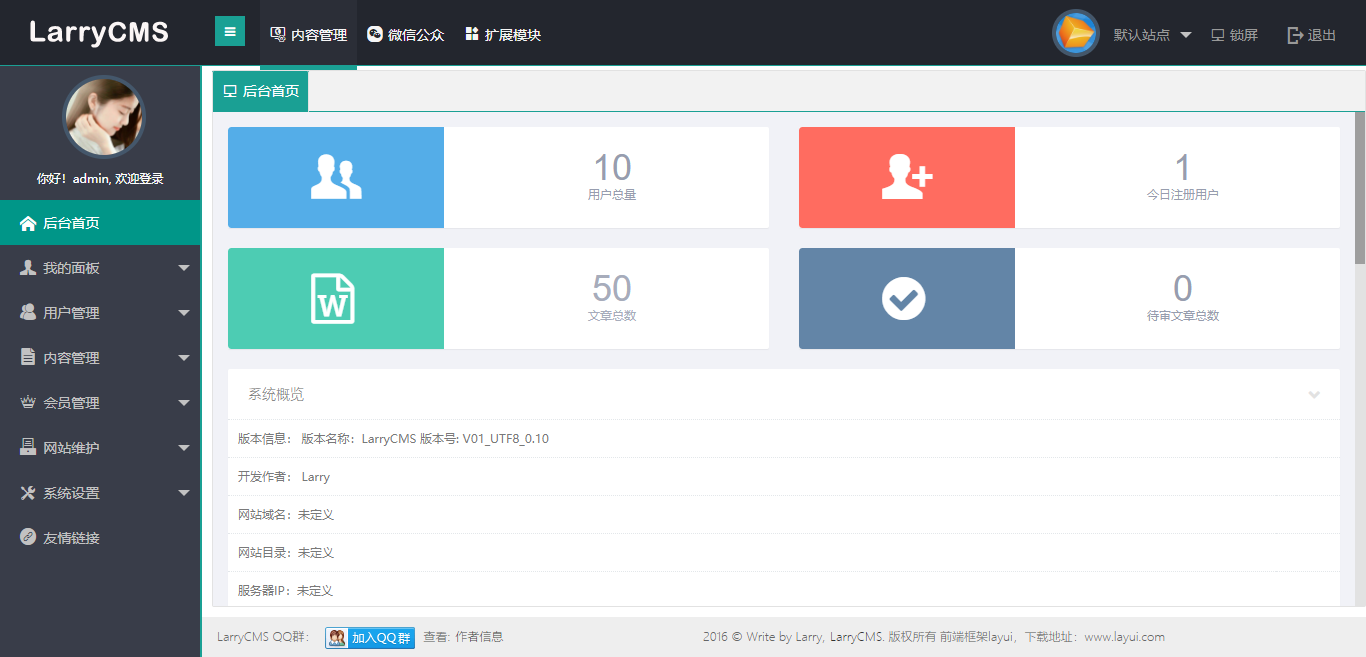 LarryCMS
内容管理
微信公众
扩展模块
默认站点
锁屏
退出
你好！admin, 欢迎登录
后台首页
我的面板
用户管理
内容管理
会员管理
网站维护
系统设置
友情链接
后台首页
10
用户总量
1
今日注册用户
W
50
文章总数
0
待审文章总数
系统概览
版本信息： 版本名称：LarryCMS 版本号: V01_UTF8_0.10
开发作者： Larry
网站域名：未定义
网站目录：未定义
服务器IP：未定义
LarryCMS QQ群： 加入QQ群 查看: 作者信息
2016 © Write by Larry, LarryCMS. 版权所有 前端框架layui，下载地址：www.layui.com